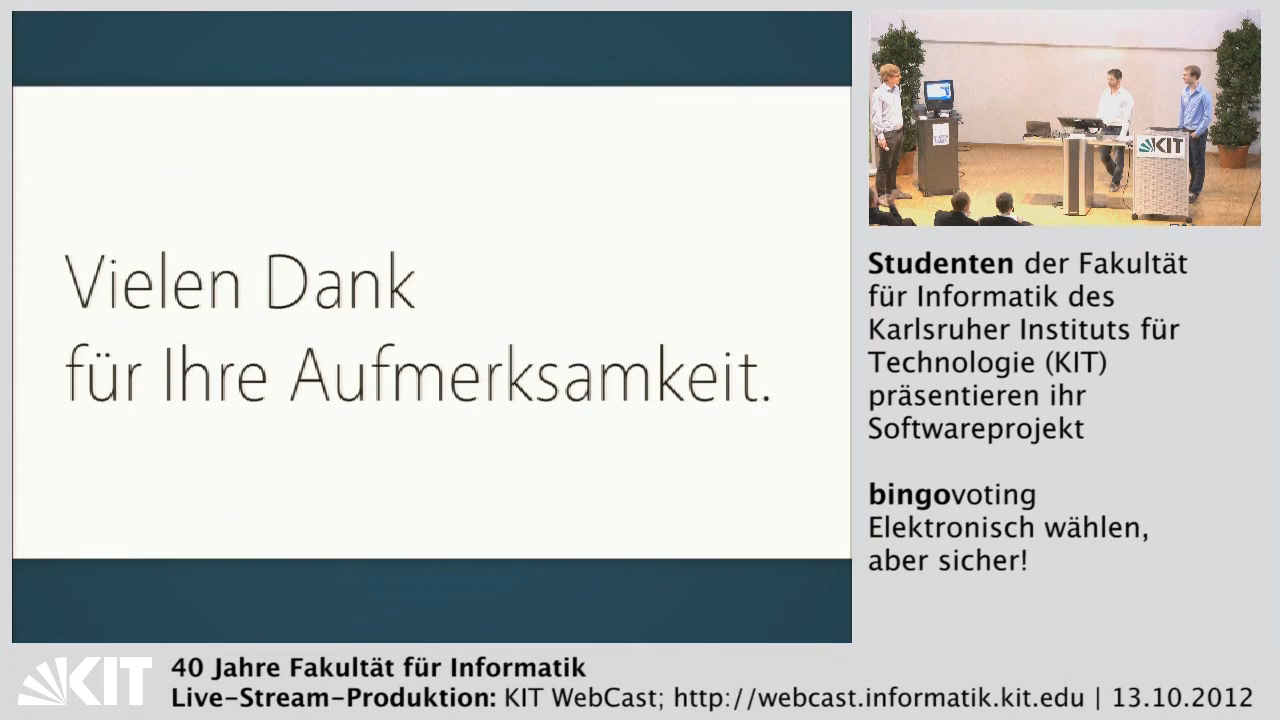 Vielen Dank
für Ihre Aufmerksamkeit.
KIT
Studenten der Fakultät
für Informatik des
Karlsruher Instituts für
Technologie (KIT)
präsentieren ihr
Softwareprojekt
bingovoting
Elektronisch wählen,
aber sicher!
KIT
40 Jahre Fakultät für Informatik
Live-Stream-Produktion: KIT WebCast; http://webcast.informatik.kit.edu | 13.10.2012